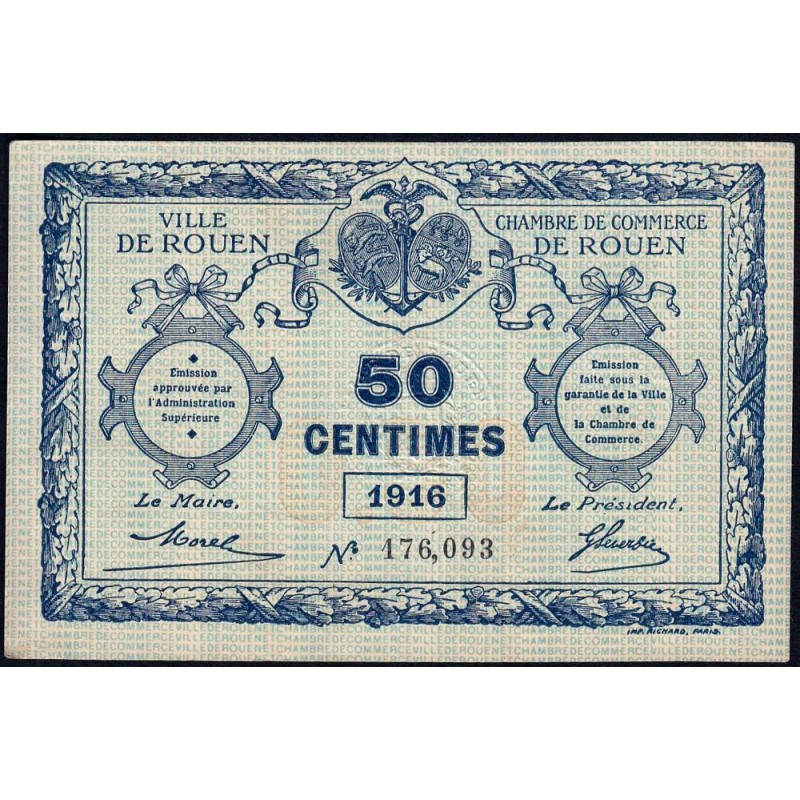 VILLE
DE ROUEN
CHAMBRE DE COMMERCE
DE ROUEN
Emission
approuvée par
l'Administration
Supérieure
50
CENTIMES
1916
Emission
faite sous la
garantie de la Ville
et de
la Chambre de
Commerce.
Le Maire,
Morel
Le Président,
N° 176,093
IMP. RICHARD, PARIS.